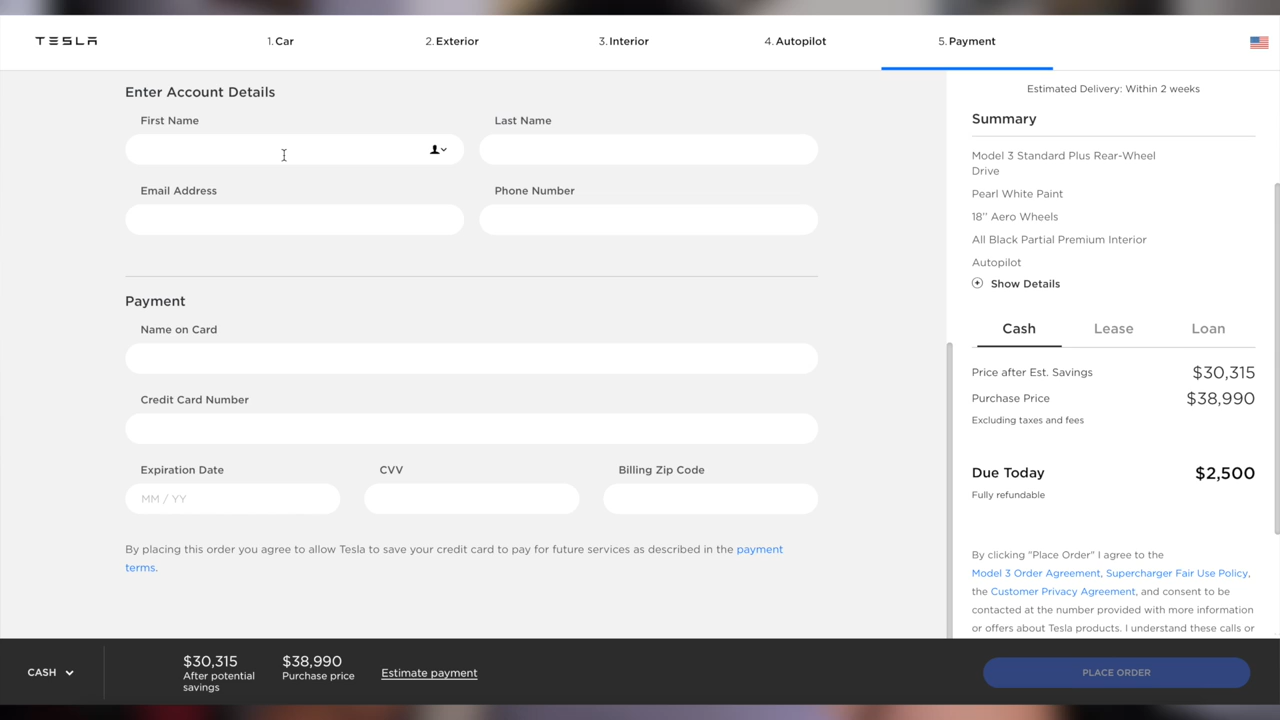 TESLA
1. Car
2. Exterior
3. Interior
4. Autopilot
5. Payment
Enter Account Details
First Name
Last Name
Email Address
Phone Number
Payment
Name on Card
Credit Card Number
Expiration Date
CVV
Billing Zip Code
MM / YY
By placing this order you agree to allow Tesla to save your credit card to pay for future services as described in the payment
terms.
Estimated Delivery: Within 2 weeks
Summary
Model 3 Standard Plus Rear-Wheel
Drive
Pearl White Paint
18'' Aero Wheels
All Black Partial Premium Interior
Autopilot
Show Details
Cash
Lease
Loan
Price after Est. Savings
$30,315
Purchase Price
$38,990
Excluding taxes and fees
Due Today
$2,500
Fully refundable
By clicking "Place Order" I agree to the
Model 3 Order Agreement, Supercharger Fair Use Policy,
the Customer Privacy Agreement, and consent to be
contacted at the number provided with more information
or offers about Tesla products. I understand these calls or
CASH
$30,315
After potential
savings
$38,990
Purchase price
Estimate payment
PLACE ORDER